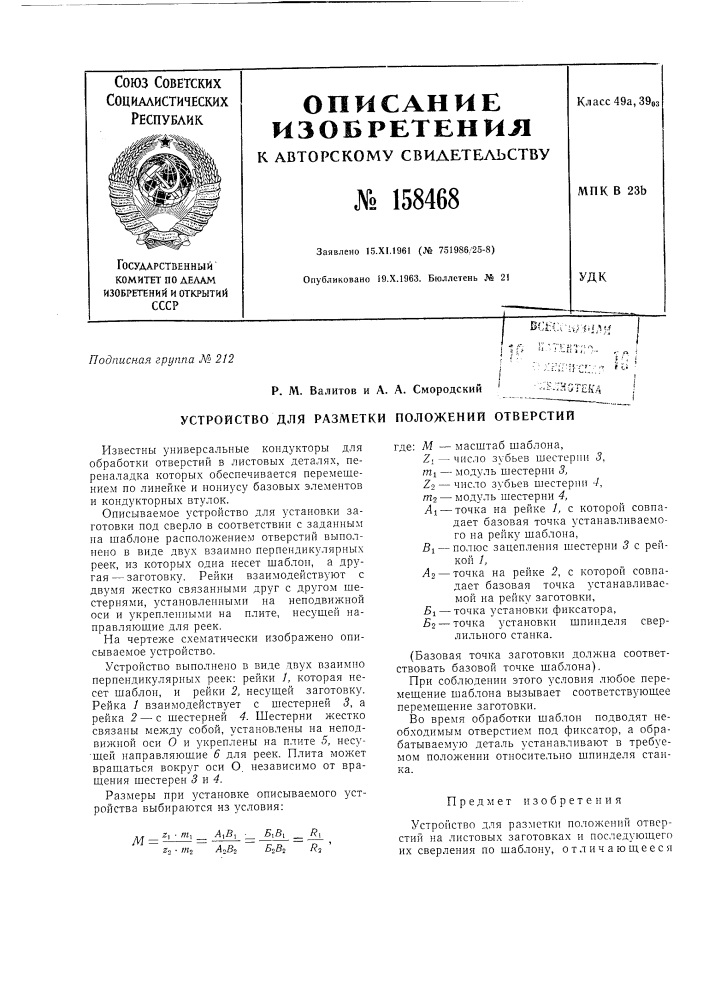 Союз Советских
Социалистических
Республик
Государственный
комитет по делам
изобретений и открытий
СССР
ОПИСАНИЕ
ИЗОБРЕТЕНИЯ
К АВТОРСКОМУ СВИДЕТЕЛЬСТВУ
№ 158468
Заявлено 15.XI.1961 (№ 751986/25-8)
Опубликовано 19.X.1963. Бюллетень № 21
Класс 49a, 39₀₃
МПК B 23b
УДК
Подписная группа № 212
Р. М. Валитов и А. А. Смородский
УСТРОЙСТВО ДЛЯ РАЗМЕТКИ ПОЛОЖЕНИЙ ОТВЕРСТИЙ
Известны универсальные кондукторы для
обработки отверстий в листовых деталях, пе-
реналадка которых обеспечивается перемеще-
нием по линейке и нониусу базовых элементов
и кондукторных втулок.
Описываемое устройство для установки за-
готовки под сверло в соответствии с заданным
на шаблоне расположением отверстий выпол-
нено в виде двух взаимно перпендикулярных
реек, из которых одна несет шаблон, а дру-
гая — заготовку. Рейки взаимодействуют с
двумя жестко связанными друг с другом ше-
стернями, установленными на неподвижной
оси и укрепленными на плите, несущей на-
правляющие для реек.
На чертеже схематически изображено опи-
сываемое устройство.
Устройство выполнено в виде двух взаимно
перпендикулярных реек: рейки 1, которая не-
сет шаблон, и рейки 2, несущей заготовку.
Рейка 1 взаимодействует с шестерней 3, а
рейка 2 — с шестерней 4. Шестерни жестко
связаны между собой, установлены на непод-
вижной оси О и укреплены на плите 5, несу-
щей направляющие 6 для реек. Плита может
вращаться вокруг оси О, независимо от вра-
щения шестерен 3 и 4.
Размеры при установке описываемого уст-
ройства выбираются из условия:
M = z₁ · m₁ / z₂ · m₂ = A₁B₁ / A₂B₂ = Б₁B₁ / Б₂B₂ = R₁ / R₂ ,
где: M — масштаб шаблона,
Z₁ — число зубьев шестерни 3,
m₁ — модуль шестерни 3,
Z₂ — число зубьев шестерни 4,
m₂ — модуль шестерни 4,
A₁ — точка на рейке 1, с которой совпа-
дает базовая точка устанавливаемо-
го на рейку шаблона,
B₁ — полюс зацепления шестерни 3 с рей-
кой 1,
A₂ — точка на рейке 2, с которой совпа-
дает базовая точка устанавливае-
мой на рейку заготовки,
Б₁ — точка установки фиксатора,
Б₂ — точка установки шпинделя свер-
лильного станка.
(Базовая точка заготовки должна соответ-
ствовать базовой точке шаблона).
При соблюдении этого условия любое пере-
мещение шаблона вызывает соответствующее
перемещение заготовки.
Во время обработки шаблон подводят не-
обходимым отверстием под фиксатор, а обра-
батываемую деталь устанавливают в требуе-
мом положении относительно шпинделя стан-
ка.
Предмет изобретения
Устройство для разметки положений отвер-
стий на листовых заготовках и последующего
их сверления по шаблону, отличающееся